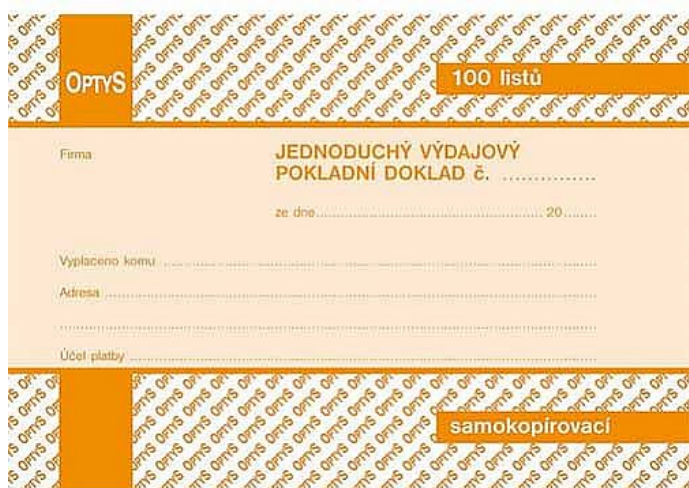 OPTYS
100 listů
Firma
JEDNODUCHÝ VÝDAJOVÝ
POKLADNÍ DOKLAD č. ...............
ze dne.................................................. 20........
Vyplaceno komu ..........................................................................................
Adresa ..........................................................................................................
......................................................................................................................
Účel platby ....................................................................................................
samokopírovací